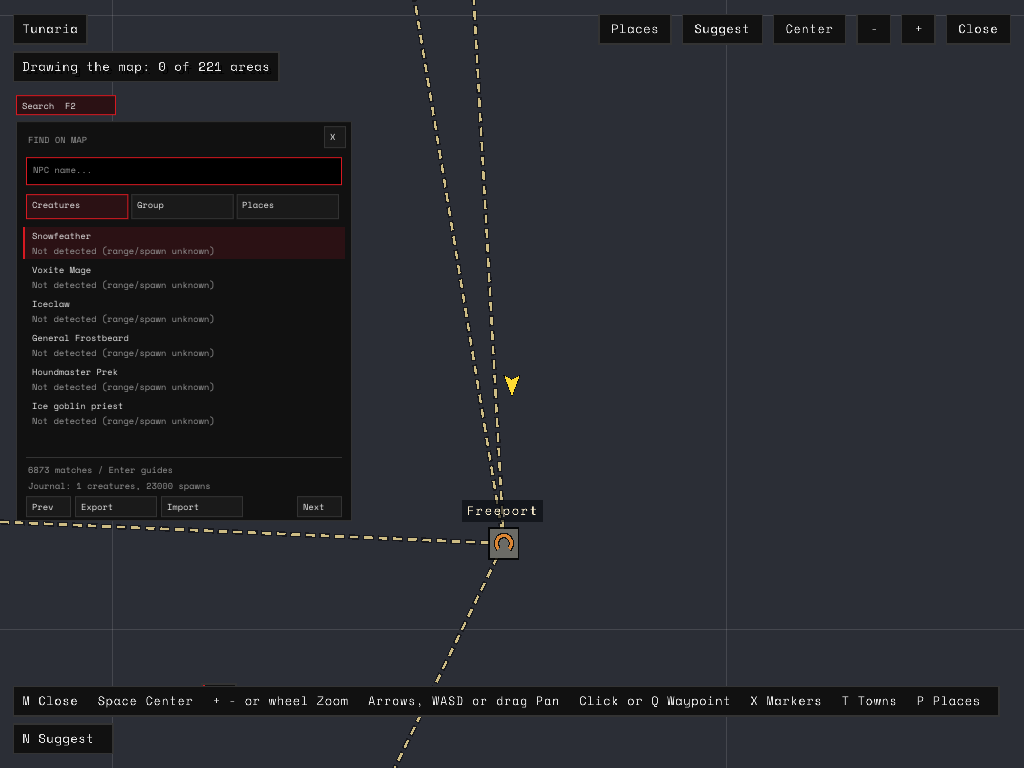 Tunaria
Places
Suggest
Center
-
+
Close
Drawing the map: 0 of 221 areas
Search F2
FIND ON MAP
X
NPC name...
Creatures
Group
Places
Snowfeather
Not detected (range/spawn unknown)
Voxite Mage
Not detected (range/spawn unknown)
Iceclaw
Not detected (range/spawn unknown)
General Frostbeard
Not detected (range/spawn unknown)
Houndmaster Prek
Not detected (range/spawn unknown)
Ice goblin priest
Not detected (range/spawn unknown)
6873 matches / Enter guides
Journal: 1 creatures, 23000 spawns
Prev
Export
Import
Next
Freeport
M Close Space Center + - or wheel Zoom Arrows, WASD or drag Pan Click or Q Waypoint X Markers T Towns P Places
N Suggest